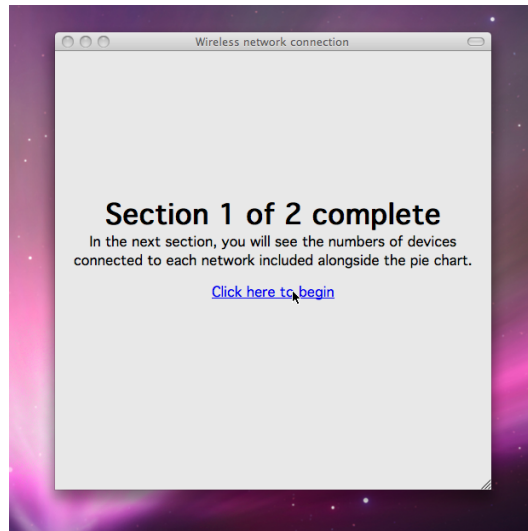 Wireless network connection
Section 1 of 2 complete
In the next section, you will see the numbers of devices
connected to each network included alongside the pie chart.
Click here to begin